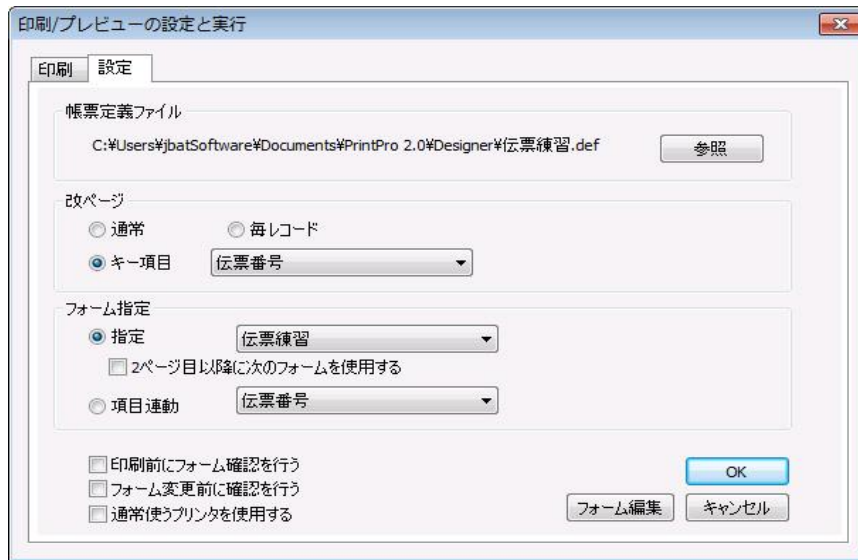 印刷/プレビューの設定と実行
印刷 設定
帳票定義ファイル
C:¥Users¥jbatSoftware¥Documents¥PrintPro 2.0¥Designer¥伝票練習.def 参照
改ページ
通常 毎レコード
キー項目 伝票番号
フォーム指定
指定 伝票練習
2ページ目以降に次のフォームを使用する
項目連動 伝票番号
印刷前にフォーム確認を行う
フォーム変更前に確認を行う
通常使うプリンタを使用する
OK
フォーム編集 キャンセル